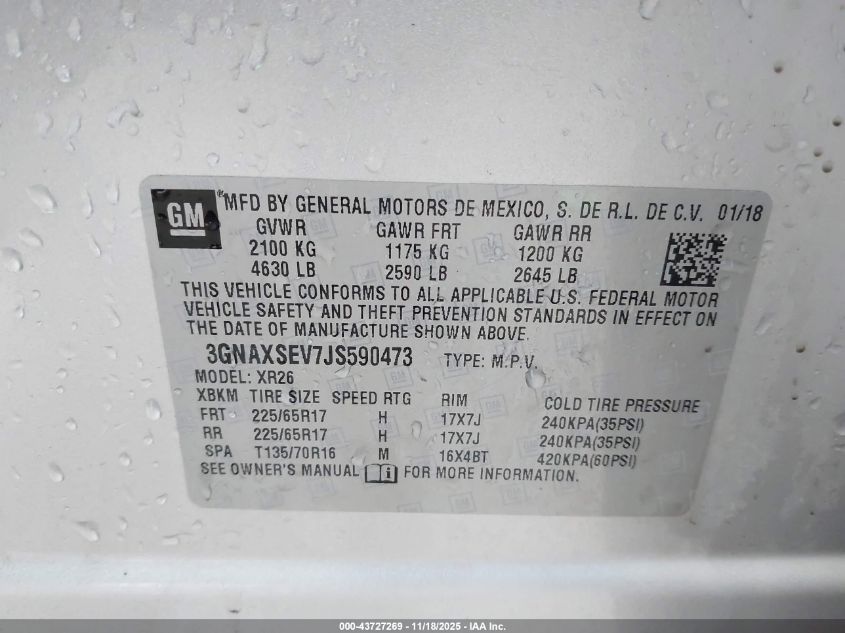 GM
® MFD BY GENERAL MOTORS DE MEXICO, S. DE R.L. DE C.V. 01/18
GVWR GAWR FRT GAWR RR
2100 KG 1175 KG 1200 KG
4630 LB 2590 LB 2645 LB
THIS VEHICLE CONFORMS TO ALL APPLICABLE U.S. FEDERAL MOTOR
VEHICLE SAFETY AND THEFT PREVENTION STANDARDS IN EFFECT ON
THE DATE OF MANUFACTURE SHOWN ABOVE.
3GNAXSEV7JS590473 TYPE: M.P.V.
MODEL: XR26
XBKM TIRE SIZE SPEED RTG RIM COLD TIRE PRESSURE
FRT 225/65R17 H 17X7J 240KPA(35PSI)
RR 225/65R17 H 17X7J 240KPA(35PSI)
SPA T135/70R16 M 16X4BT 420KPA(60PSI)
SEE OWNER'S MANUAL i FOR MORE INFORMATION.
000-43727269 - 11/18/2025 - IAA Inc.